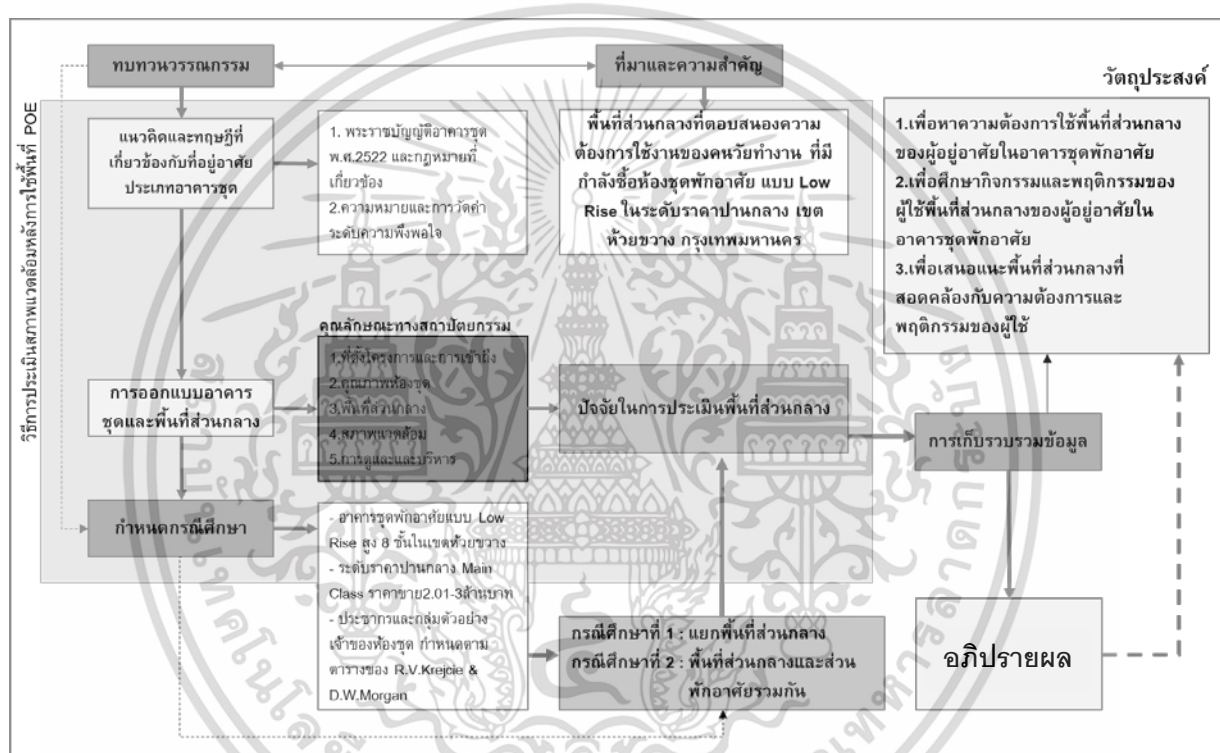 ทบทวนวรรณกรรม
ที่มาและความสำคัญ
วัตถุประสงค์
วิธีการประเมินสภาพแวดล้อมหลังการใช้พื้นที่ POE
แนวคิดและทฤษฎีที่
เกี่ยวข้องกับที่อยู่อาศัย
ประเภทอาคารชุด
1. พระราชบัญญัติอาคารชุด
พ.ศ.2522 และกฎหมายที่
เกี่ยวข้อง
2.ความหมายและการวัดค่า
ระดับความพึงพอใจ
พื้นที่ส่วนกลางที่ตอบสนองความ
ต้องการใช้งานของคนวัยทำงาน ที่มี
กำลังซื้อห้องชุดพักอาศัย แบบ Low
Rise ในระดับราคาปานกลาง เขต
ห้วยขวาง กรุงเทพมหานคร
1.เพื่อหาความต้องการใช้พื้นที่ส่วนกลาง
ของผู้อยู่อาศัยในอาคารชุดพักอาศัย
2.เพื่อศึกษากิจกรรมและพฤติกรรมของ
ผู้ใช้พื้นที่ส่วนกลางของผู้อยู่อาศัยใน
อาคารชุดพักอาศัย
3.เพื่อเสนอแนะพื้นที่ส่วนกลางที่
สอดคล้องกับความต้องการและ
พฤติกรรมของผู้ใช้
การออกแบบอาคาร
ชุดและพื้นที่ส่วนกลาง
คุณลักษณะทางสถาปัตยกรรม
1.ที่ตั้งโครงการและการเข้าถึง
2.คุณภาพห้องชุด
3.พื้นที่ส่วนกลาง
4.สภาพแวดล้อม
5.การดูและและบริหาร
ปัจจัยในการประเมินพื้นที่ส่วนกลาง
การเก็บรวบรวมข้อมูล
กำหนดกรณีศึกษา
- อาคารชุดพักอาศัยแบบ Low
Rise สูง 8 ชั้นในเขตห้วยขวาง
- ระดับราคาปานกลาง Main
Class ราคาขาย2.01-3ล้านบาท
- ประชากรและกลุ่มตัวอย่าง
เจ้าของห้องชุด กำหนดตาม
ตารางของ R.V.Krejcie &
D.W.Morgan
กรณีศึกษาที่ 1 : แยกพื้นที่ส่วนกลาง
กรณีศึกษาที่ 2 : พื้นที่ส่วนกลางและส่วน
พักอาศัยรวมกัน
อภิปรายผล